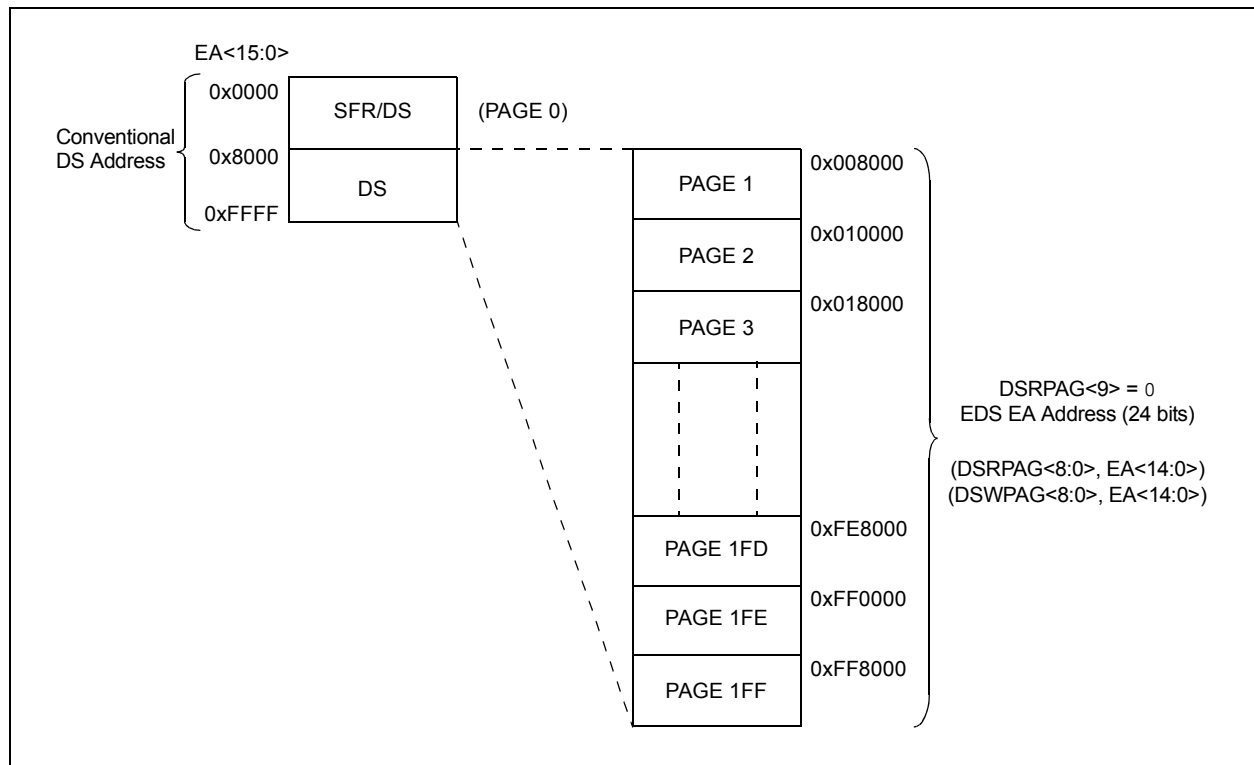 EA<15:0>
0x0000
SFR/DS
(PAGE 0)
Conventional
DS Address
0x8000
DS
0xFFFF
PAGE 1
0x008000
PAGE 2
0x010000
PAGE 3
0x018000
DSRPAG<9> = 0
EDS EA Address (24 bits)
(DSRPAG<8:0>, EA<14:0>)
(DSWPAG<8:0>, EA<14:0>)
PAGE 1FD
0xFE8000
PAGE 1FE
0xFF0000
PAGE 1FF
0xFF8000